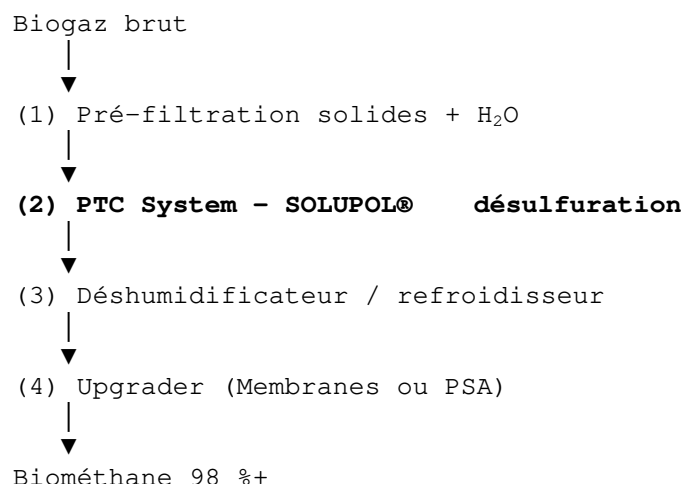 Biogaz brut
│
▼
(1) Pré-filtration solides + H₂O
│
▼
(2) PTC System - SOLUPOL® désulfuration
│
▼
(3) Déshumidificateur / refroidisseur
│
▼
(4) Upgrader (Membranes ou PSA)
│
▼
Biométhane 98 %+